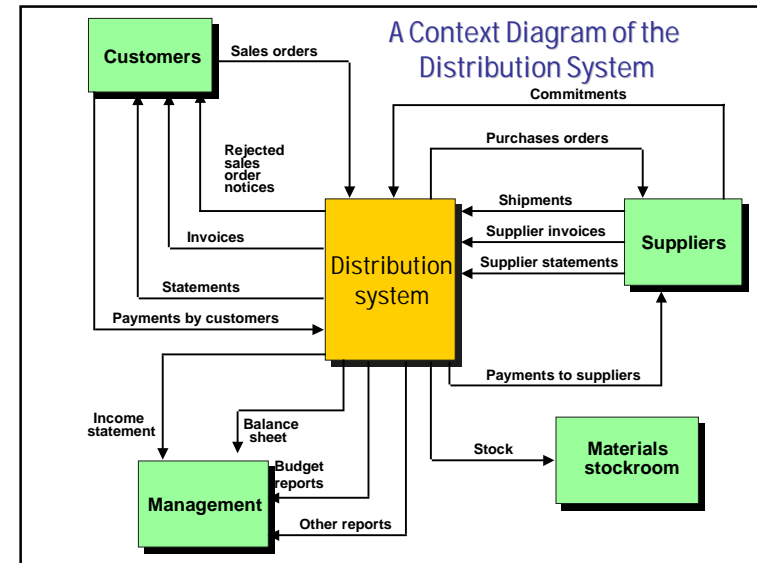 A Context Diagram of the
Distribution System
Customers
Sales orders
Commitments
Purchases orders
Rejected
sales
order
notices
Shipments
Invoices
Supplier invoices
Suppliers
Distribution
system
Supplier statements
Statements
Payments by customers
Payments to suppliers
Income
statement
Balance
sheet
Stock
Materials
stockroom
Budget
reports
Management
Other reports